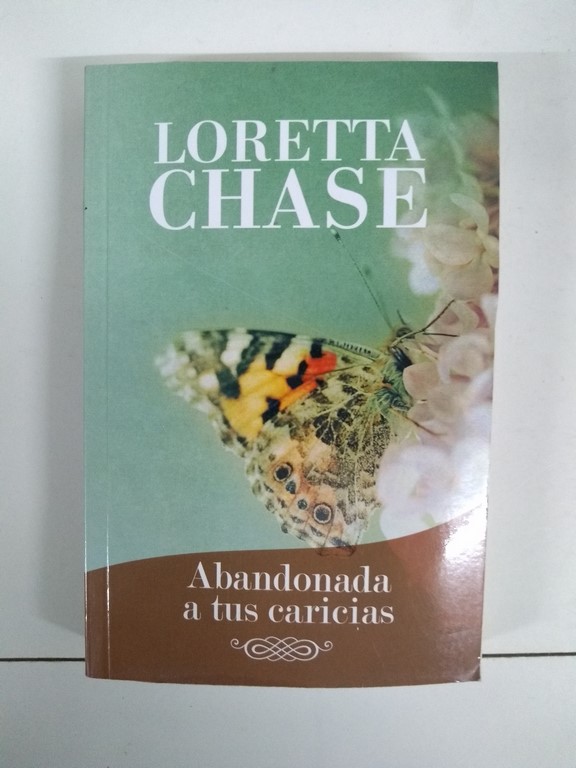 LORETTA
CHASE
Abandonada
a tus caricias